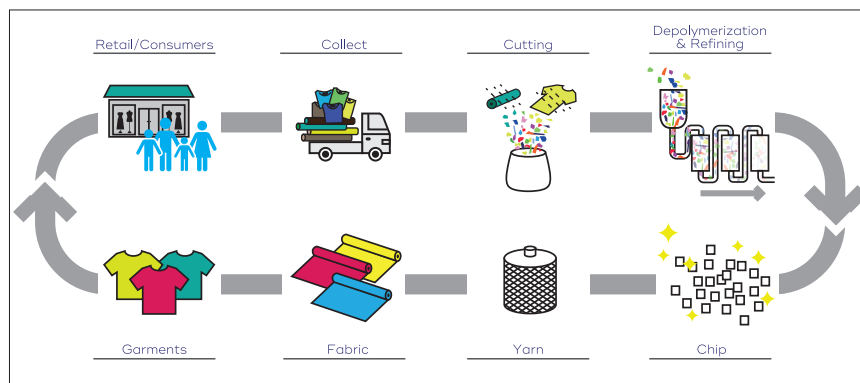 Retail/Consumers
Collect
Cutting
Depolymerization
& Refining
Garments
Fabric
Yarn
Chip